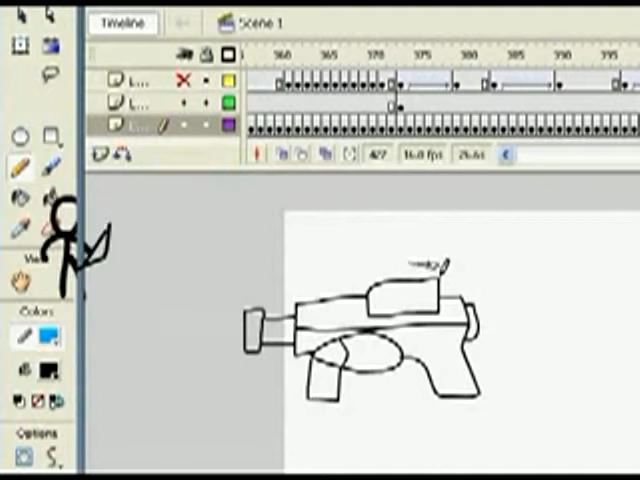 Timeline
Scene 1
360 365 370 375 380 385 390 395
L...
L...
L...
427 16.0 fps 26.6s
Colors
Options